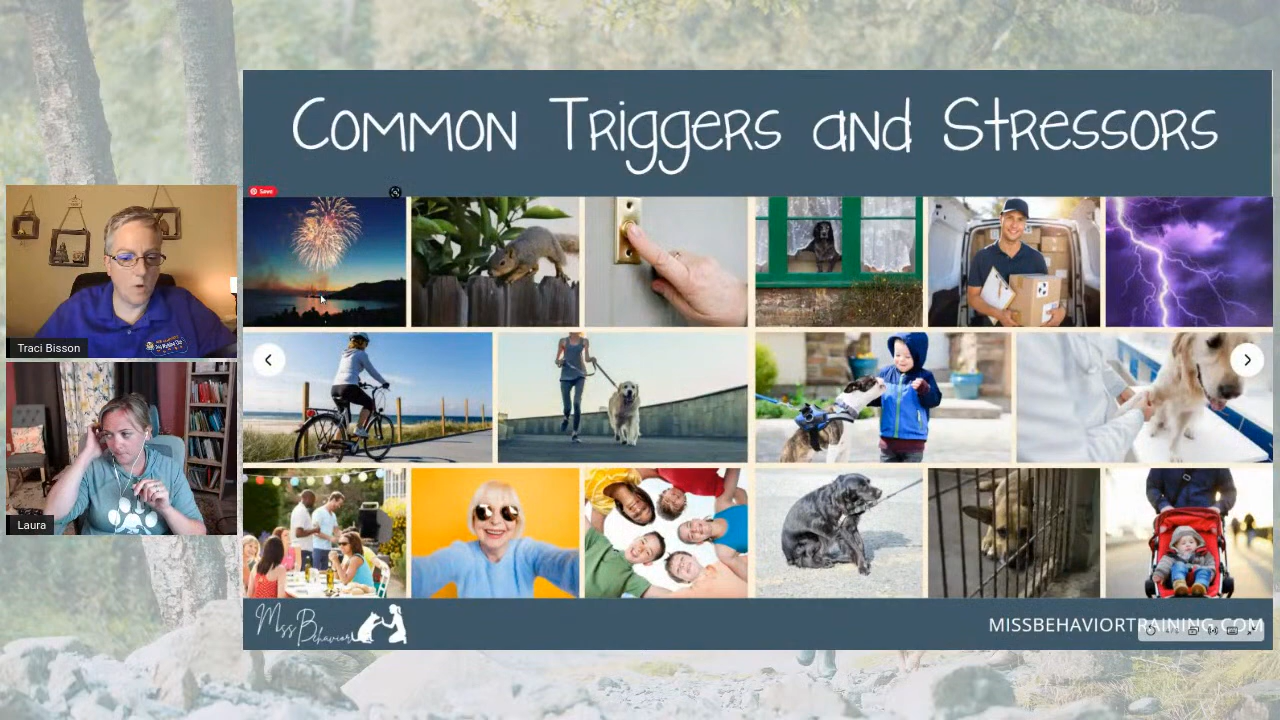 Common Triggers and Stressors
Save
Traci Bisson
Laura
Miss Behavior
MISSBEHAVIORTRAINING.COM